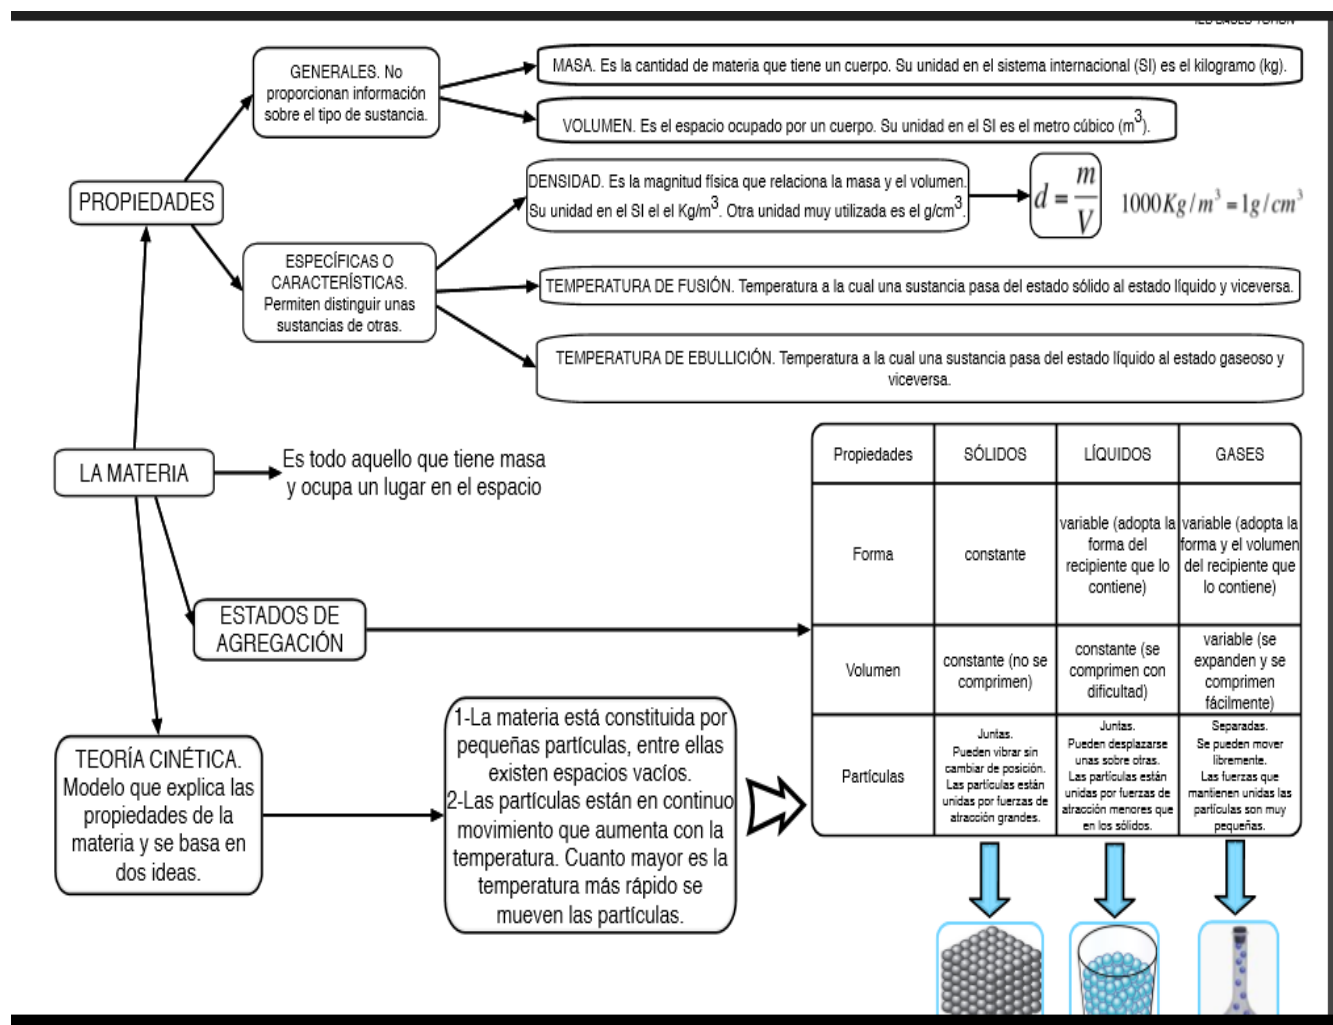 GENERALES. No
proporcionan información
sobre el tipo de sustancia.
MASA. Es la cantidad de materia que tiene un cuerpo. Su unidad en el sistema internacional (SI) es el kilogramo (kg).
VOLUMEN. Es el espacio ocupado por un cuerpo. Su unidad en el SI es el metro cúbico (m³).
PROPIEDADES
DENSIDAD. Es la magnitud física que relaciona la masa y el volumen.
Su unidad en el SI el el Kg/m³. Otra unidad muy utilizada es el g/cm³.
d = m/V
1000Kg/m³ = 1g/cm³
ESPECÍFICAS O
CARACTERÍSTICAS.
Permiten distinguir unas
sustancias de otras.
TEMPERATURA DE FUSIÓN. Temperatura a la cual una sustancia pasa del estado sólido al estado líquido y viceversa.
TEMPERATURA DE EBULLICIÓN. Temperatura a la cual una sustancia pasa del estado líquido al estado gaseoso y
viceversa.
LA MATERIA
Es todo aquello que tiene masa
y ocupa un lugar en el espacio
ESTADOS DE
AGREGACIÓN
Propiedades
SÓLIDOS
LÍQUIDOS
GASES
Forma
constante
variable (adopta la
forma del
recipiente que lo
contiene)
variable (adopta la
forma y el volumen
del recipiente que
lo contiene)
Volumen
constante (no se
comprimen)
constante (se
comprimen con
dificultad)
variable (se
expanden y se
comprimen
fácilmente)
Partículas
Juntas.
Pueden vibrar sin
cambiar de posición.
Las partículas están
unidas por fuerzas de
atracción grandes.
Juntas.
Pueden desplazarse
unas sobre otras.
Las partículas están
unidas por fuerzas de
atracción menores que
en los sólidos.
Separadas.
Se pueden mover
libremente.
Las fuerzas que
mantienen unidas las
partículas son muy
pequeñas.
TEORÍA CINÉTICA.
Modelo que explica las
propiedades de la
materia y se basa en
dos ideas.
1-La materia está constituida por
pequeñas partículas, entre ellas
existen espacios vacíos.
2-Las partículas están en continuo
movimiento que aumenta con la
temperatura. Cuanto mayor es la
temperatura más rápido se
mueven las partículas.